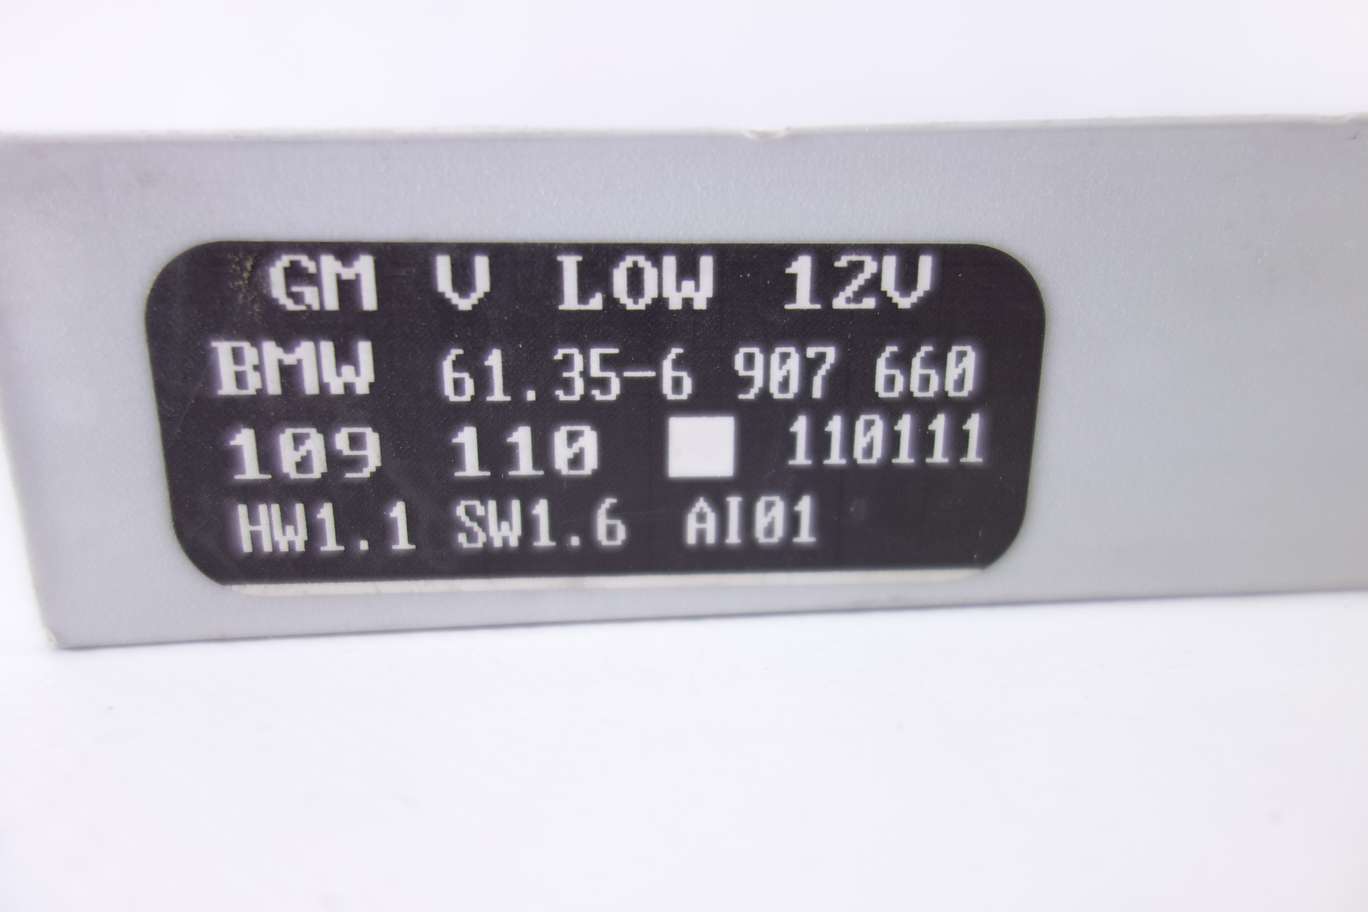 GM V LOW 12V
BMW 61.35-6 907 660
109 110 110111
HW1.1 SW1.6 AI01